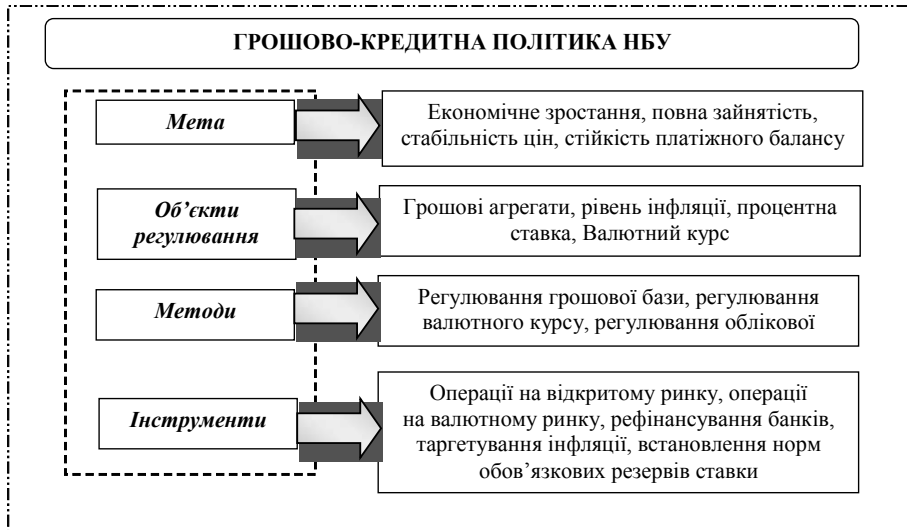 ГРОШОВО-КРЕДИТНА ПОЛІТИКА НБУ
Мета
Економічне зростання, повна зайнятість,
стабільність цін, стійкість платіжного балансу
Об’єкти
регулювання
Грошові агрегати, рівень інфляції, процентна
ставка, Валютний курс
Методи
Регулювання грошової бази, регулювання
валютного курсу, регулювання облікової
Інструменти
Операції на відкритому ринку, операції
на валютному ринку, рефінансування банків,
таргетування інфляції, встановлення норм
обов’язкових резервів ставки